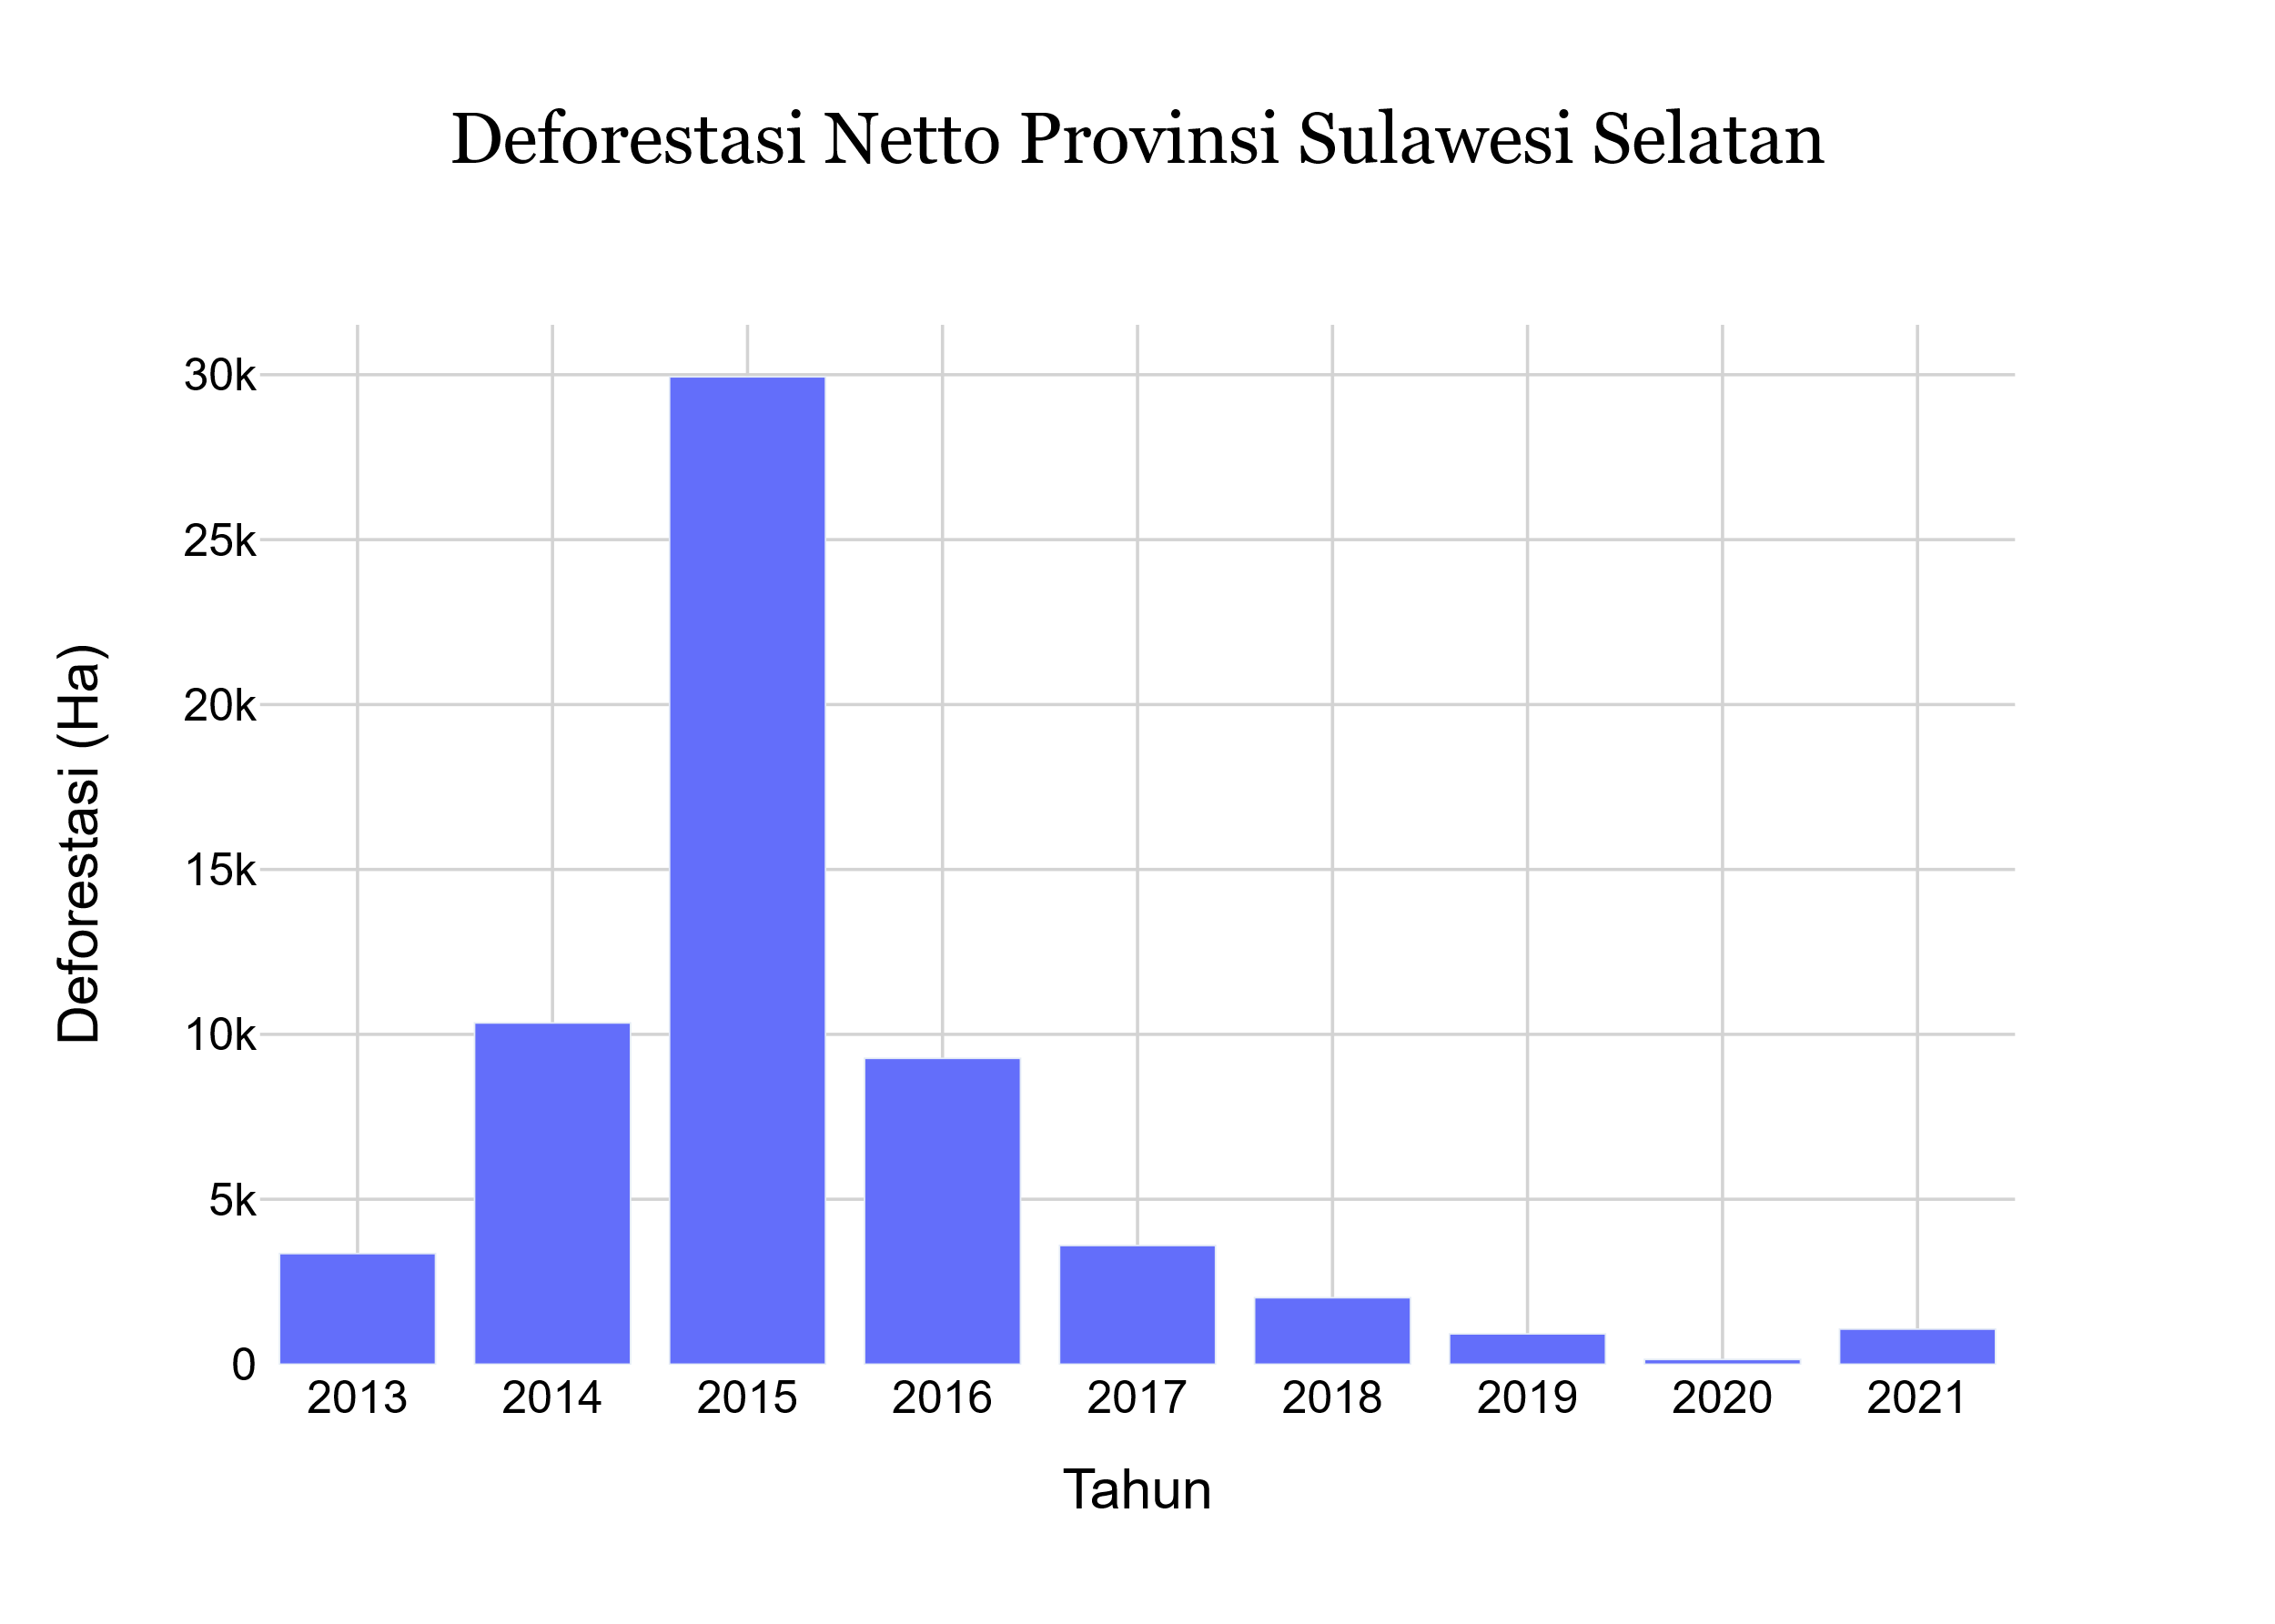 Deforestasi Netto Provinsi Sulawesi Selatan
Deforestasi (Ha)
30k
25k
20k
15k
10k
5k
0
2013 2014 2015 2016 2017 2018 2019 2020 2021
Tahun